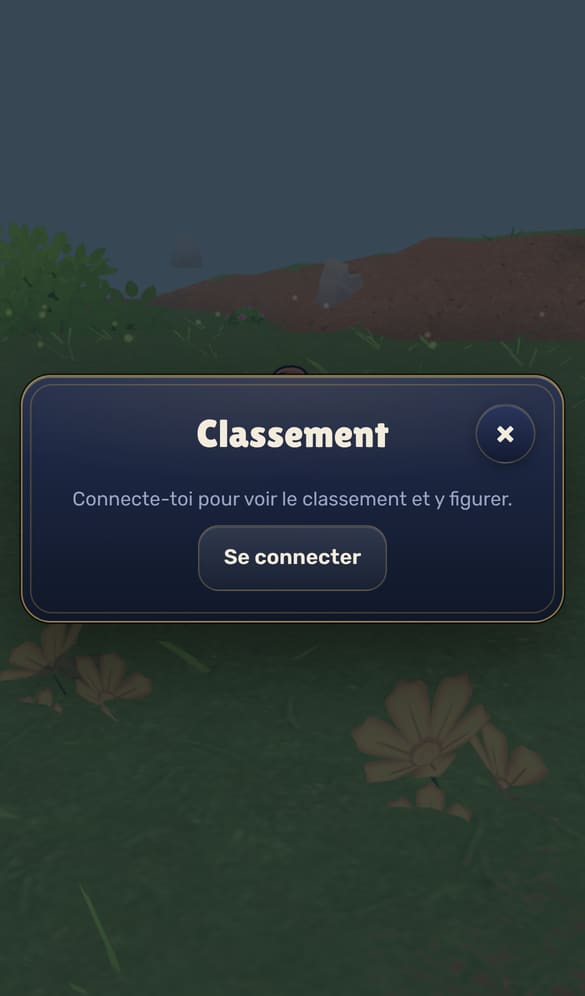 Classement
Connecte-toi pour voir le classement et y figurer.
Se connecter